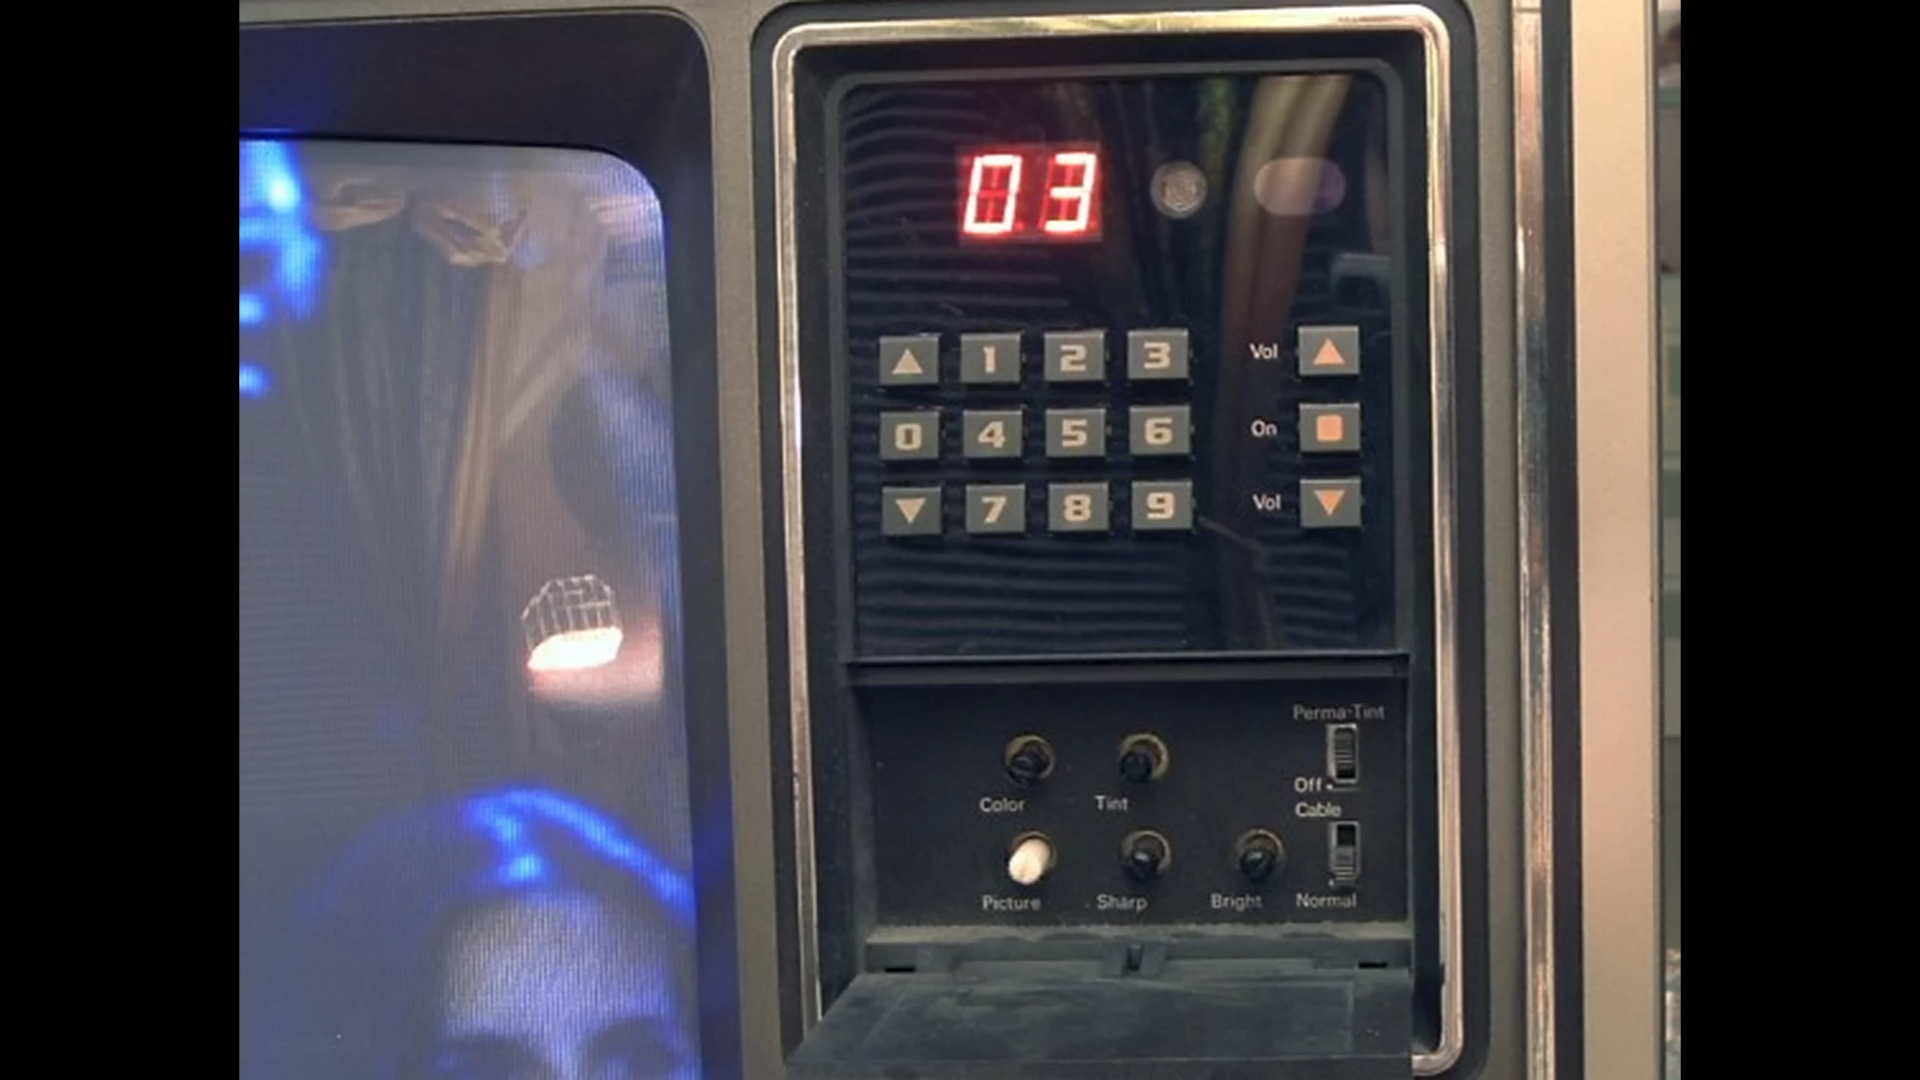 03
▲ 1 2 3 Vol ▲
0 4 5 6 On
▼ 7 8 9 Vol ▼
Perma-Tint
Off
Color Tint Cable
Picture Sharp Bright Normal